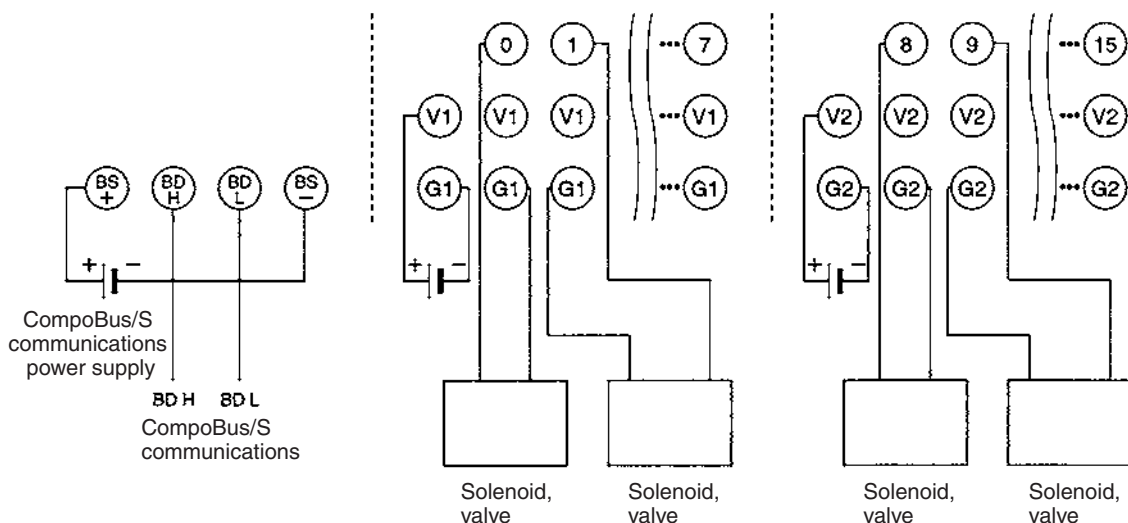 0 1 ... 7
8 9 ... 15
V1 V1 V1 ... V1
V2 V2 V2 ... V2
BS + BD H BD L BS -
G1 G1 G1 ... G1
G2 G2 G2 ... G2
+ -
+ -
+ -
CompoBus/S
communications
power supply
BD H BD L
CompoBus/S
communications
Solenoid,
valve
Solenoid,
valve
Solenoid,
valve
Solenoid,
valve